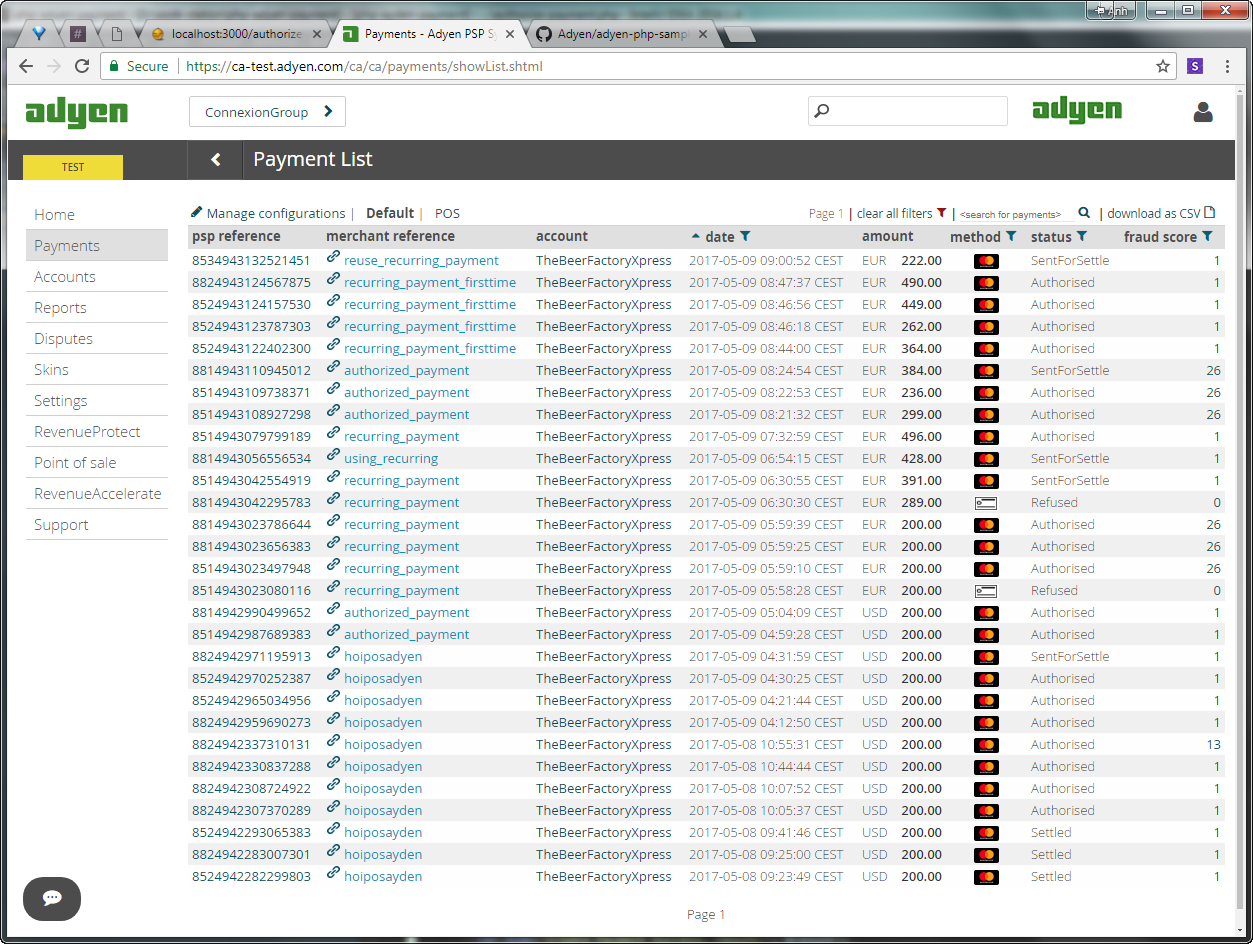 Anh
#
localhost:3000/authorize
Payments - Adyen PSP S
Adyen/adyen-php-sampl
Secure
https://ca-test.adyen.com/ca/ca/payments/showList.shtml
S
adyen
ConnexionGroup
adyen
TEST
Payment List
Home
Payments
Accounts
Reports
Disputes
Skins
Settings
RevenueProtect
Point of sale
RevenueAccelerate
Support
Manage configurations | Default | POS
Page 1 | clear all filters | <search for payments> | download as CSV
psp reference merchant reference account date amount method status fraud score
8534943132521451 reuse_recurring_payment TheBeerFactoryXpress 2017-05-09 09:00:52 CEST EUR 222.00 SentForSettle 1
8824943124567875 recurring_payment_firsttime TheBeerFactoryXpress 2017-05-09 08:47:37 CEST EUR 490.00 Authorised 1
8524943124157530 recurring_payment_firsttime TheBeerFactoryXpress 2017-05-09 08:46:56 CEST EUR 449.00 Authorised 1
8524943123787303 recurring_payment_firsttime TheBeerFactoryXpress 2017-05-09 08:46:18 CEST EUR 262.00 Authorised 1
8524943122402300 recurring_payment_firsttime TheBeerFactoryXpress 2017-05-09 08:44:00 CEST EUR 364.00 Authorised 1
8814943110945012 authorized_payment TheBeerFactoryXpress 2017-05-09 08:24:54 CEST EUR 384.00 SentForSettle 26
8524943109738371 authorized_payment TheBeerFactoryXpress 2017-05-09 08:22:53 CEST EUR 236.00 Authorised 26
8514943108927298 authorized_payment TheBeerFactoryXpress 2017-05-09 08:21:32 CEST EUR 299.00 Authorised 26
8514943079799189 recurring_payment TheBeerFactoryXpress 2017-05-09 07:32:59 CEST EUR 496.00 Authorised 1
8814943056556534 using_recurring TheBeerFactoryXpress 2017-05-09 06:54:15 CEST EUR 428.00 SentForSettle 1
8514943042554919 recurring_payment TheBeerFactoryXpress 2017-05-09 06:30:55 CEST EUR 391.00 SentForSettle 1
8814943042295783 recurring_payment TheBeerFactoryXpress 2017-05-09 06:30:30 CEST EUR 289.00 Refused 0
8814943023786644 recurring_payment TheBeerFactoryXpress 2017-05-09 05:59:39 CEST EUR 200.00 Authorised 26
8814943023656383 recurring_payment TheBeerFactoryXpress 2017-05-09 05:59:25 CEST EUR 200.00 Authorised 26
8514943023497948 recurring_payment TheBeerFactoryXpress 2017-05-09 05:59:10 CEST EUR 200.00 Authorised 26
8514943023080116 recurring_payment TheBeerFactoryXpress 2017-05-09 05:58:28 CEST EUR 200.00 Refused 0
8814942990499652 authorized_payment TheBeerFactoryXpress 2017-05-09 05:04:09 CEST USD 200.00 Authorised 1
8514942987689383 authorized_payment TheBeerFactoryXpress 2017-05-09 04:59:28 CEST USD 200.00 Authorised 1
8824942971195913 hoiposadyen TheBeerFactoryXpress 2017-05-09 04:31:59 CEST USD 200.00 SentForSettle 1
8524942970252387 hoiposadyen TheBeerFactoryXpress 2017-05-09 04:30:25 CEST USD 200.00 Authorised 1
8524942965034956 hoiposadyen TheBeerFactoryXpress 2017-05-09 04:21:44 CEST USD 200.00 Authorised 1
8824942959690273 hoiposadyen TheBeerFactoryXpress 2017-05-09 04:12:50 CEST USD 200.00 Authorised 1
8824942337310131 hoiposadyen TheBeerFactoryXpress 2017-05-08 10:55:31 CEST USD 200.00 Authorised 13
8824942330837288 hoiposadyen TheBeerFactoryXpress 2017-05-08 10:44:44 CEST USD 200.00 Authorised 1
8824942308724922 hoiposayden TheBeerFactoryXpress 2017-05-08 10:07:52 CEST USD 200.00 Authorised 1
8824942307370289 hoiposayden TheBeerFactoryXpress 2017-05-08 10:05:37 CEST USD 200.00 Authorised 1
8524942293065383 hoiposayden TheBeerFactoryXpress 2017-05-08 09:41:46 CEST USD 200.00 Settled 1
8824942283007301 hoiposayden TheBeerFactoryXpress 2017-05-08 09:25:00 CEST USD 200.00 Settled 1
8524942282299803 hoiposayden TheBeerFactoryXpress 2017-05-08 09:23:49 CEST USD 200.00 Settled 1
Page 1